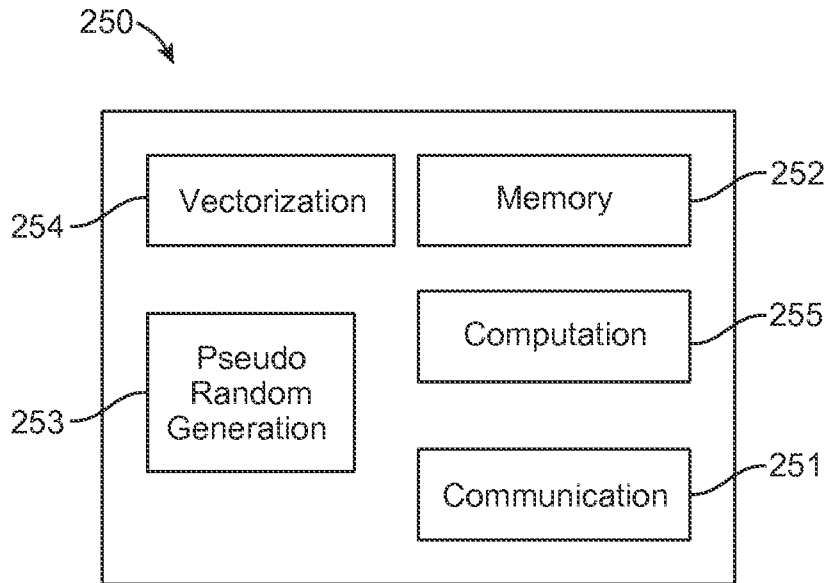 250
254
Vectorization
Memory
252
Computation
255
253
Pseudo
Random
Generation
Communication
251